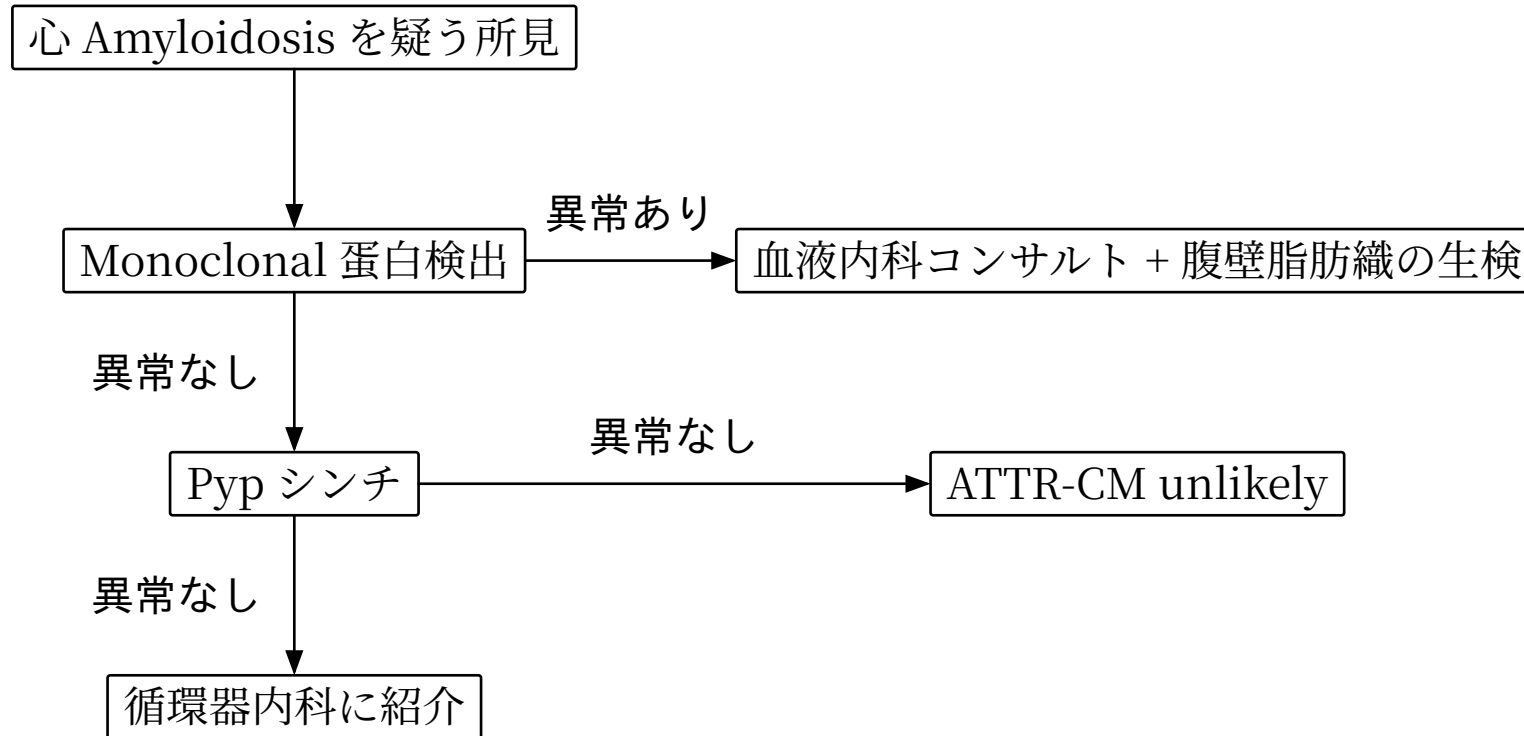 心 Amyloidosis を疑う所見
異常あり
Monoclonal 蛋白検出
血液内科コンサルト + 腹壁脂肪織の生検
異常なし
異常なし
Pyp シンチ
ATTR-CM unlikely
異常なし
循環器内科に紹介